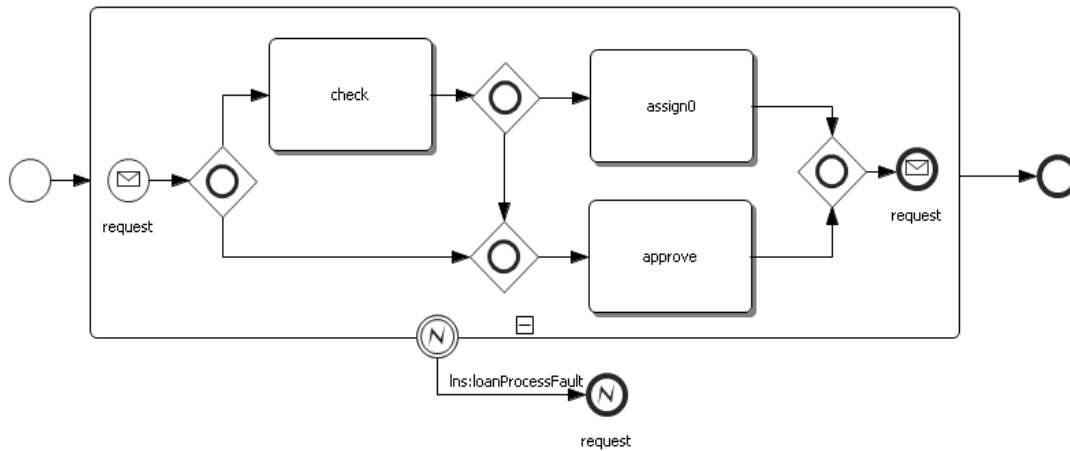 check
assign0
request
request
approve
lns:loanProcessFault
request